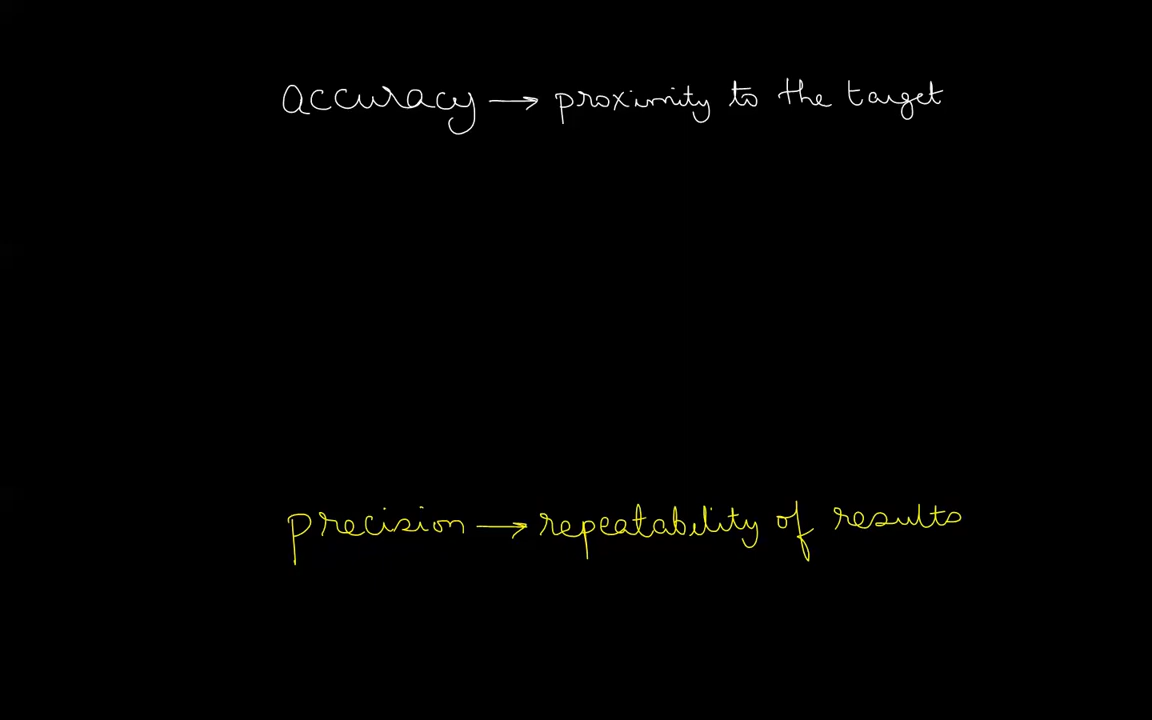 accuracy → proximity to the target
precision → repeatability of results